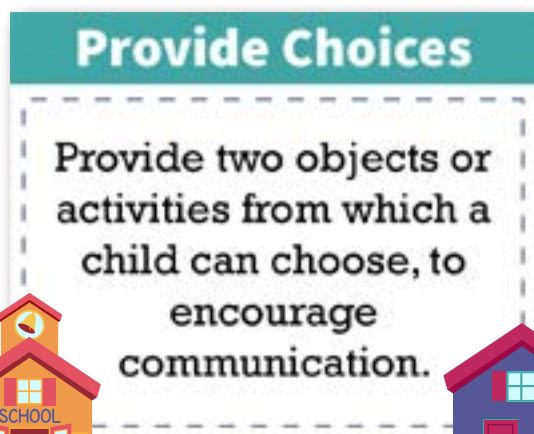 Provide Choices
Provide two objects or
activities from which a
child can choose, to
encourage
communication.
SCHOOL